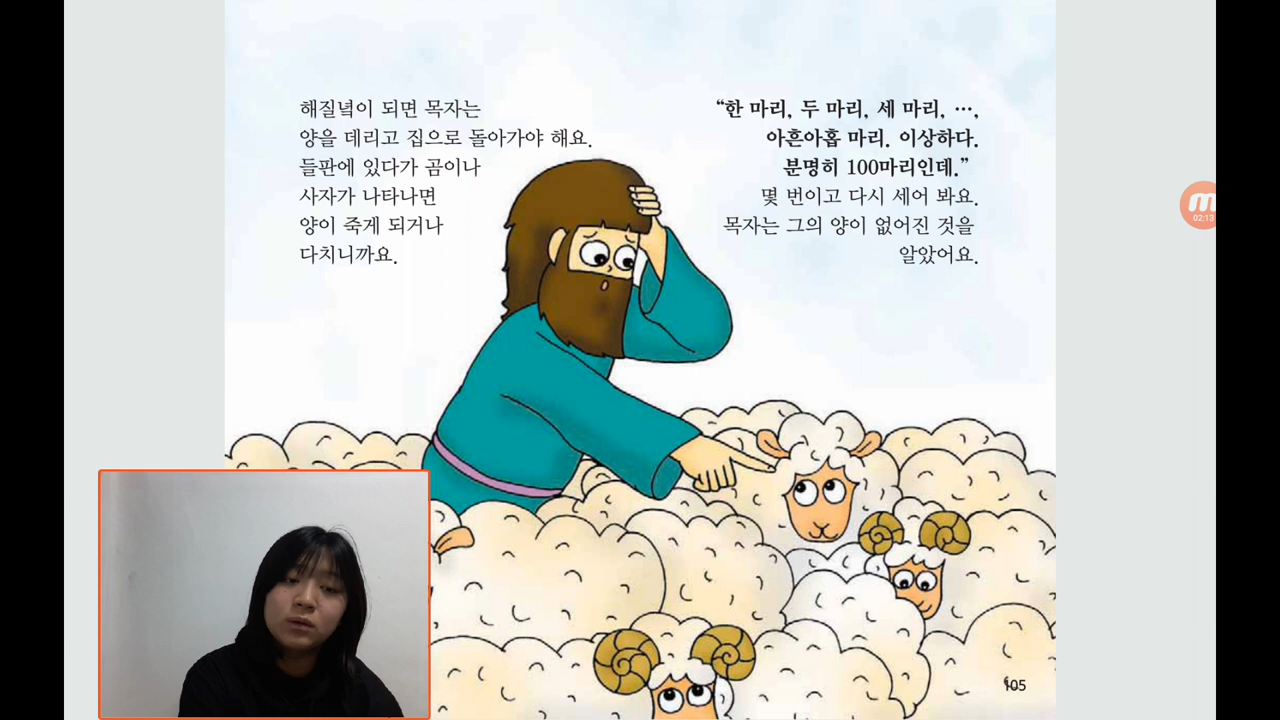 해질녘이 되면 목자는
양을 데리고 집으로 돌아가야 해요.
들판에 있다가 곰이나
사자가 나타나면
양이 죽게 되거나
다치니까요.
“한 마리, 두 마리, 세 마리, …,
아흔아홉 마리. 이상하다.
분명히 100마리인데.”
몇 번이고 다시 세어 봐요.
목자는 그의 양이 없어진 것을
알았어요.
02:13
105